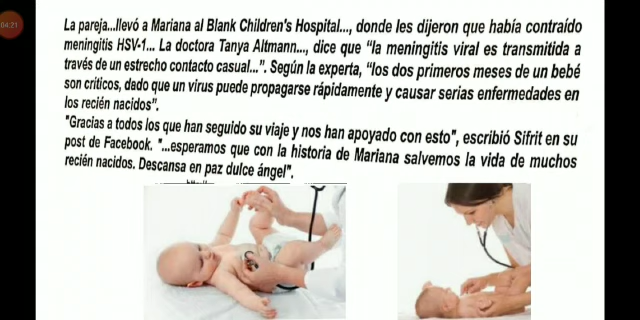 04:21
La pareja...llevó a Mariana al Blank Children's Hospital..., donde les dijeron que había contraído
meningitis HSV-1... La doctora Tanya Altmann..., dice que "la meningitis viral es transmitida a
través de un estrecho contacto casual...". Según la experta, "los dos primeros meses de un bebé
son críticos, dado que un virus puede propagarse rápidamente y causar serias enfermedades en
los recién nacidos".
"Gracias a todos los que han seguido su viaje y nos han apoyado con esto", escribió Sifrit en su
post de Facebook. "...esperamos que con la historia de Mariana salvemos la vida de muchos
recién nacidos. Descansa en paz dulce ángel".